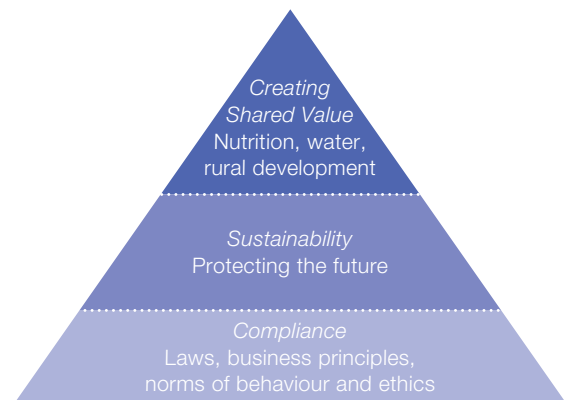 Creating
Shared Value
Nutrition, water,
rural development
Sustainability
Protecting the future
Compliance
Laws, business principles,
norms of behaviour and ethics